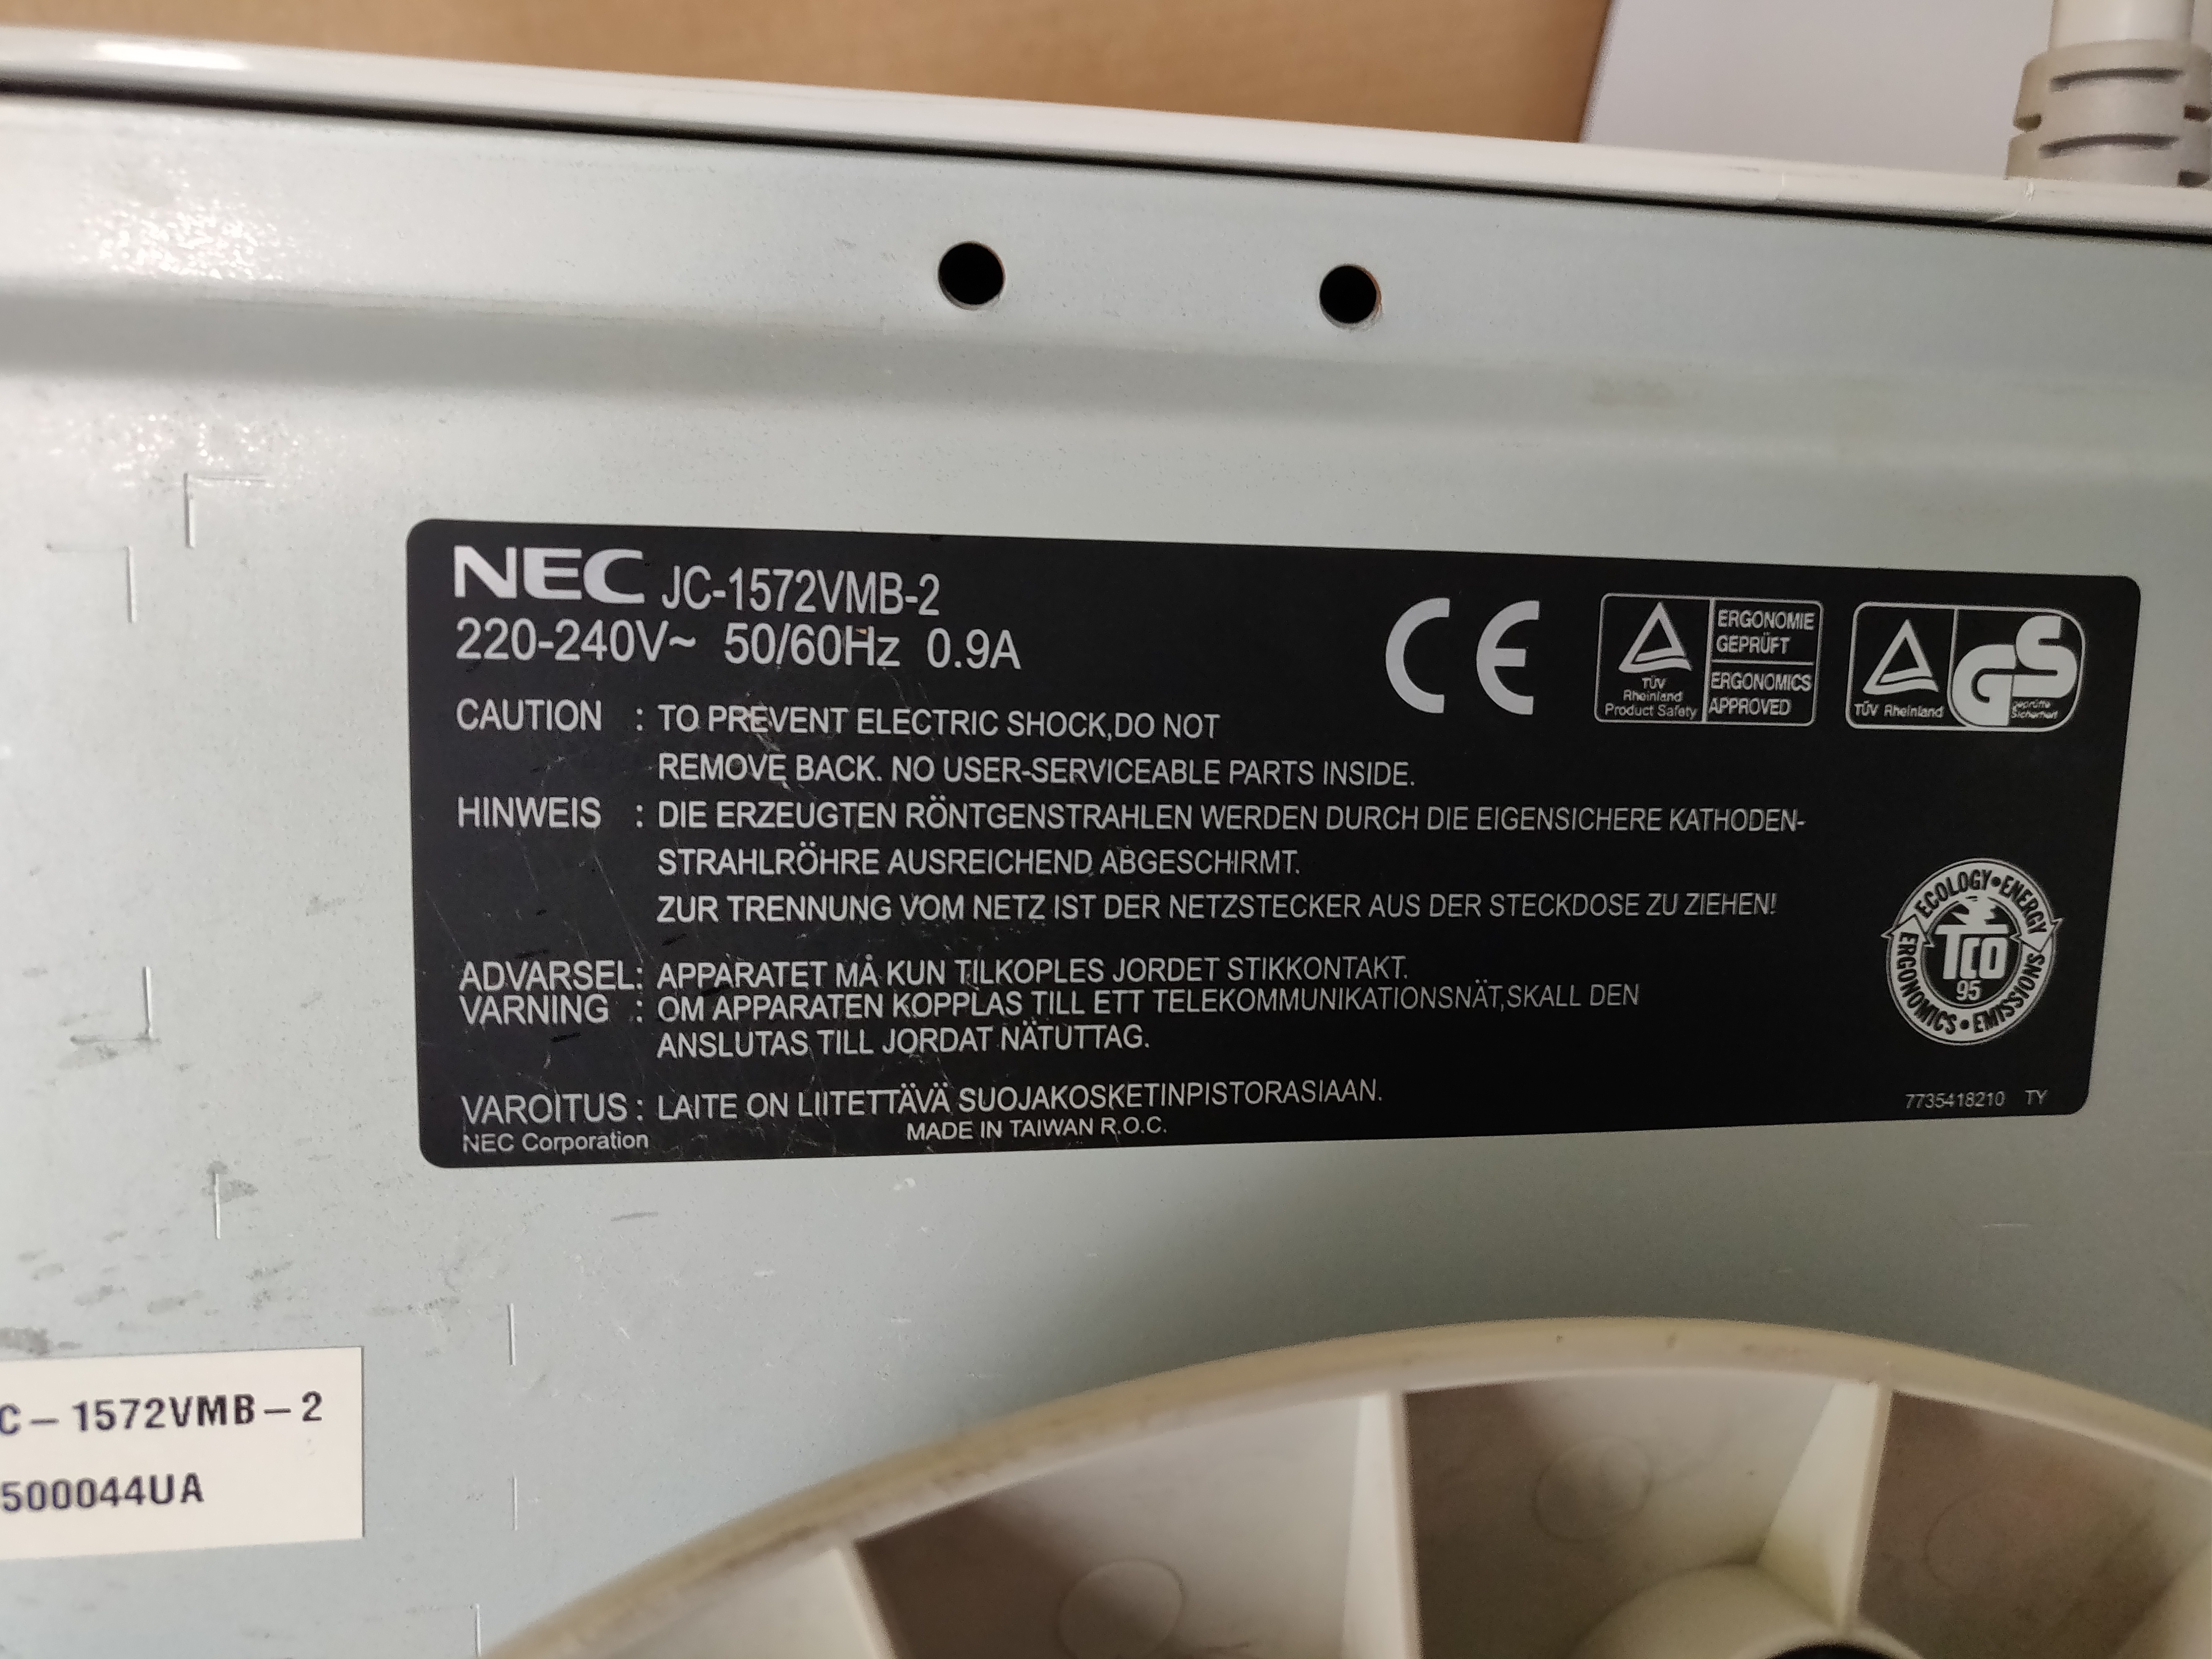 NEC JC-1572VMB-2
220-240V~ 50/60Hz 0.9A
CAUTION : TO PREVENT ELECTRIC SHOCK,DO NOT
REMOVE BACK. NO USER-SERVICEABLE PARTS INSIDE.
HINWEIS : DIE ERZEUGTEN RÖNTGENSTRAHLEN WERDEN DURCH DIE EIGENSICHERE KATHODEN-
STRAHLRÖHRE AUSREICHEND ABGESCHIRMT.
ZUR TRENNUNG VOM NETZ IST DER NETZSTECKER AUS DER STECKDOSE ZU ZIEHEN!
ADVARSEL: APPARATET MÅ KUN TILKOPLES JORDET STIKKONTAKT.
VARNING : OM APPARATEN KOPPLAS TILL ETT TELEKOMMUNIKATIONSNÄT,SKALL DEN
ANSLUTAS TILL JORDAT NÄTUTTAG.
VAROITUS : LAITE ON LIITETTÄVÄ SUOJAKOSKETINPISTORASIAAN.
NEC Corporation
MADE IN TAIWAN R.O.C.
CE
TÜV
Rheinland
Product Safety
ERGONOMIE
GEPRÜFT
ERGONOMICS
APPROVED
TÜV Rheinland
GS
geprüfte
Sicherheit
ECOLOGY • ENERGY
EMISSIONS • ERGONOMICS
TCO
95
7735418210 TY
C-1572VMB-2
500044UA